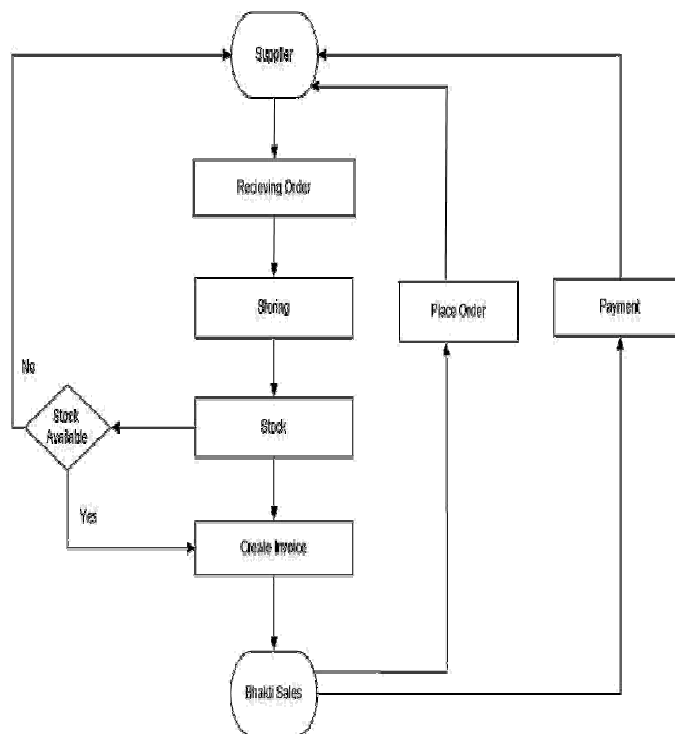 Supplier
Recieving Order
Storing
Place Order
Payment
No
Stock
Available
Stock
Yes
Create Invoice
Bhakti Sales